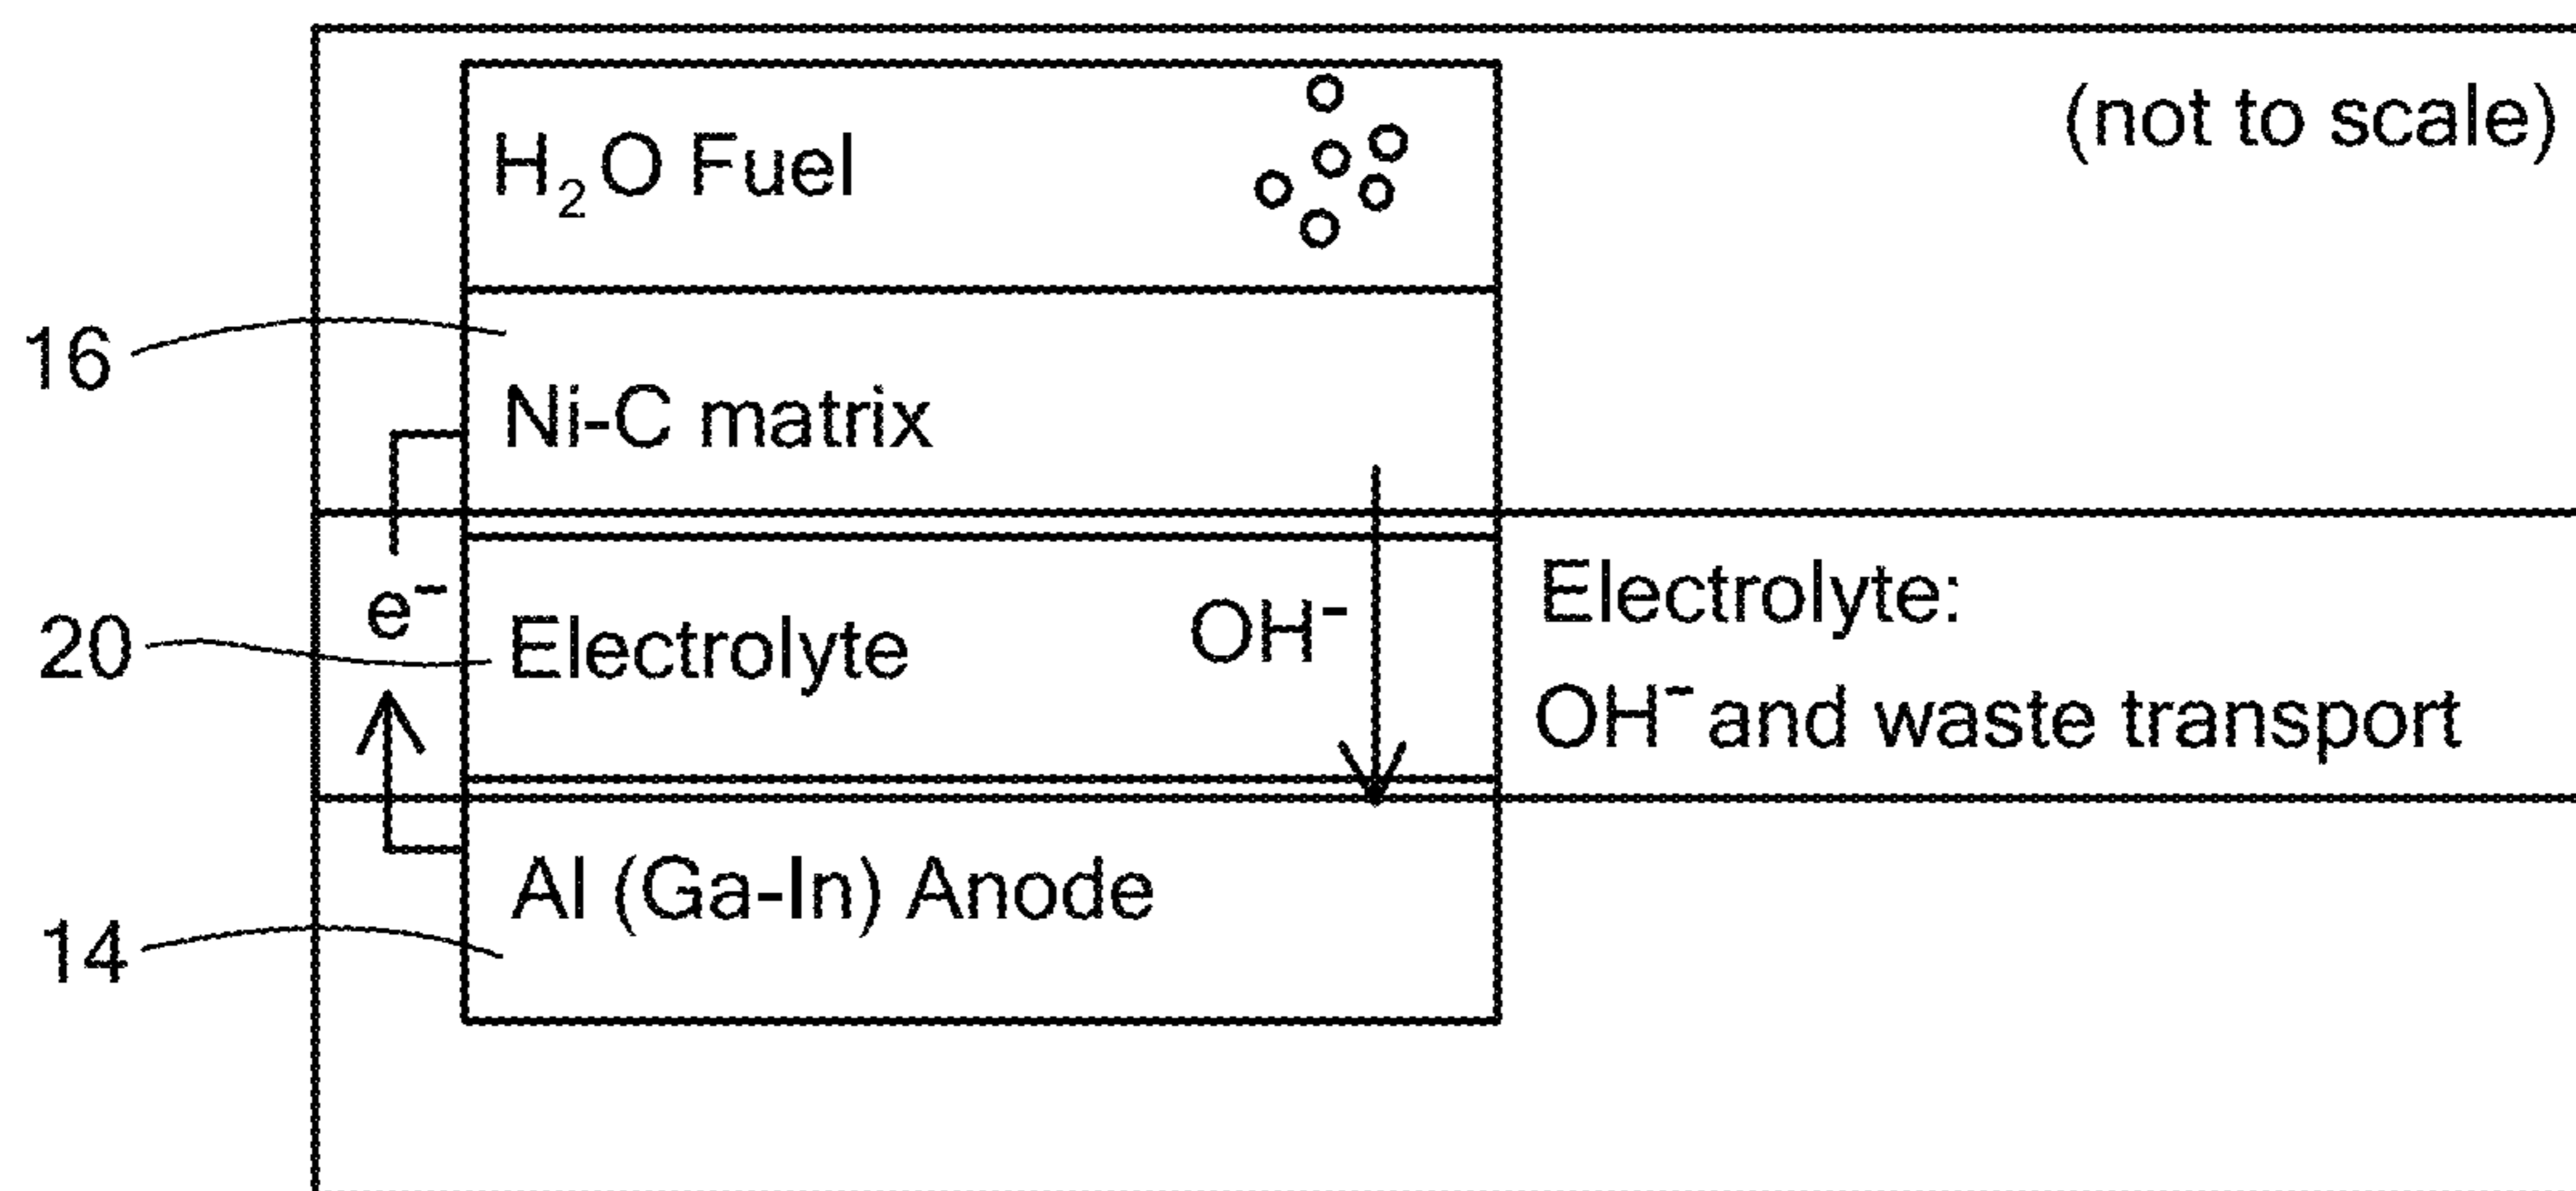 (not to scale)
H₂O Fuel
16
Ni-C matrix
e⁻
20
Electrolyte
OH⁻
Electrolyte:
OH⁻ and waste transport
Al (Ga-In) Anode
14